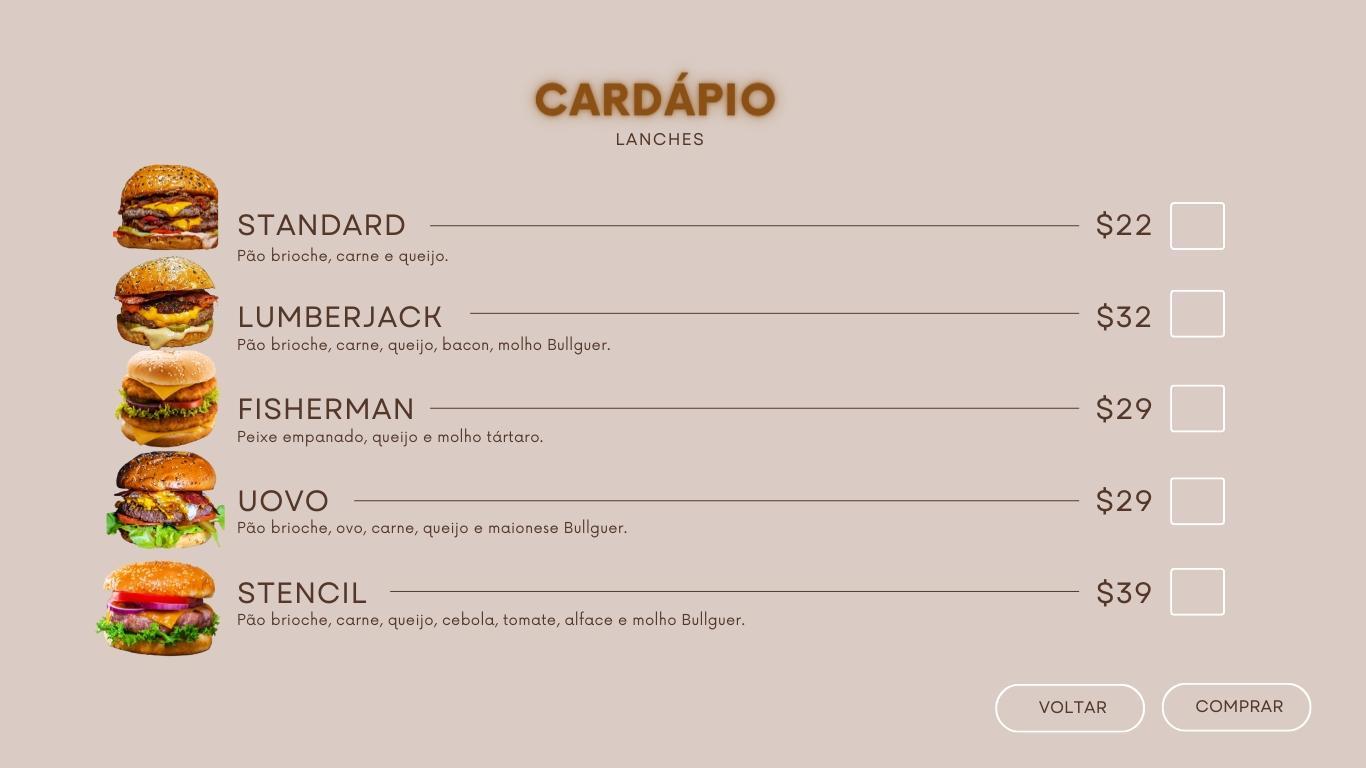 CARDÁPIO
LANCHES
STANDARD $22
Pão brioche, carne e queijo.
LUMBERJACK $32
Pão brioche, carne, queijo, bacon, molho Bullguer.
FISHERMAN $29
Peixe empanado, queijo e molho tártaro.
UOVO $29
Pão brioche, ovo, carne, queijo e maionese Bullguer.
STENCIL $39
Pão brioche, carne, queijo, cebola, tomate, alface e molho Bullguer.
VOLTAR COMPRAR